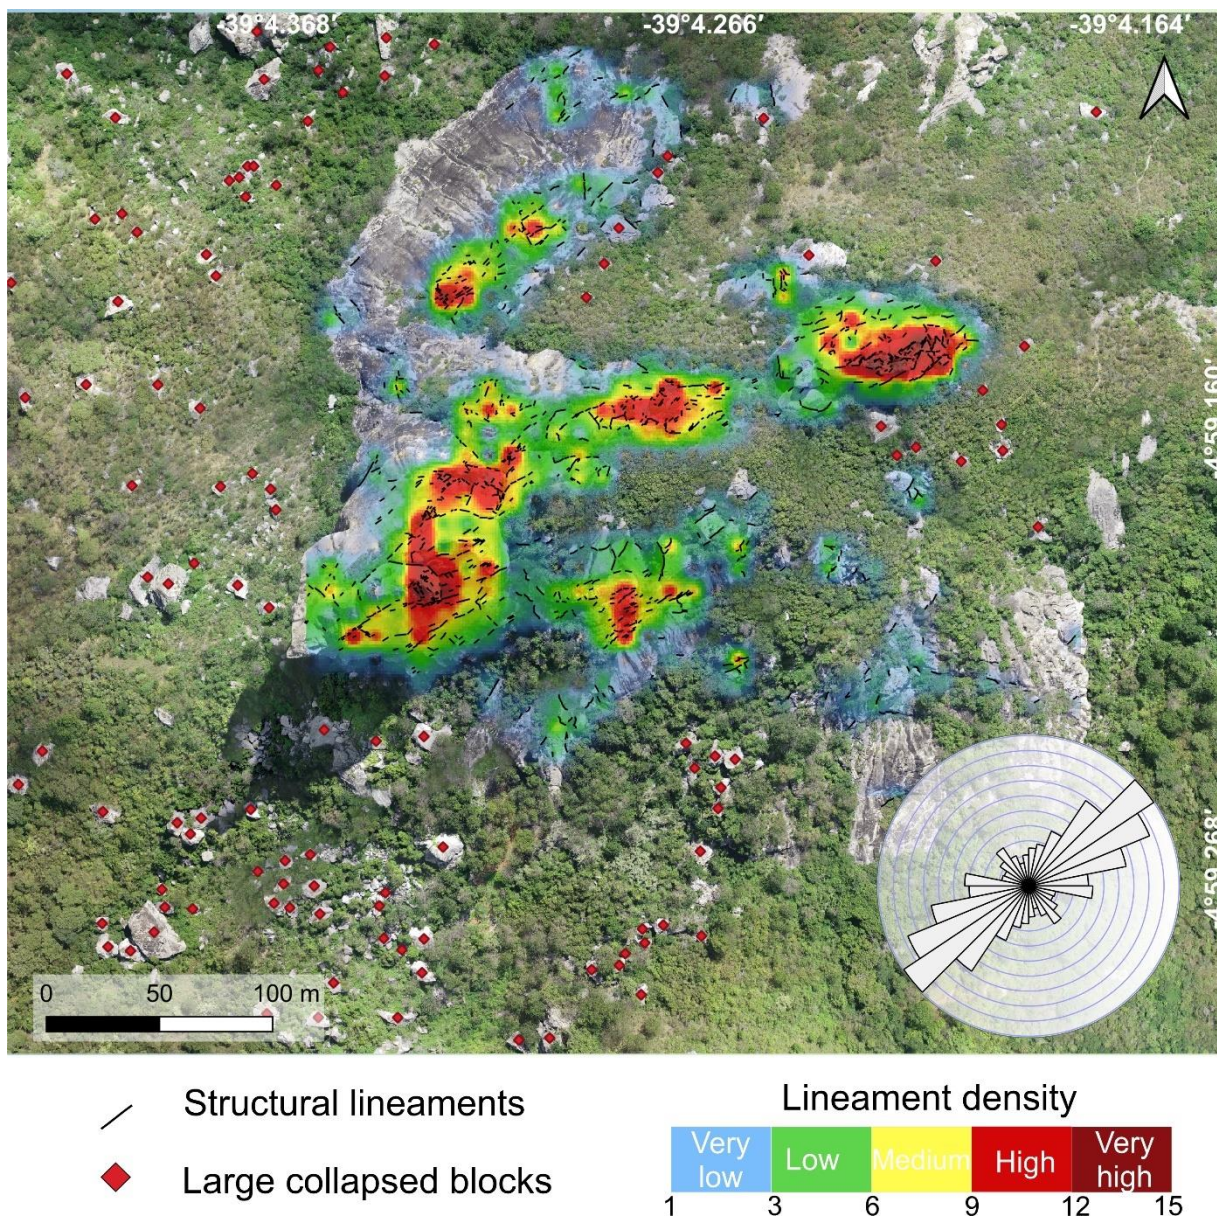 -39°4.368′ -39°4.266′ -39°4.164′
-4°59.160′
-4°59.268′
0 50 100 m
Structural lineaments
Large collapsed blocks
Lineament density
Very low Low Medium High Very high
1 3 6 9 12 15